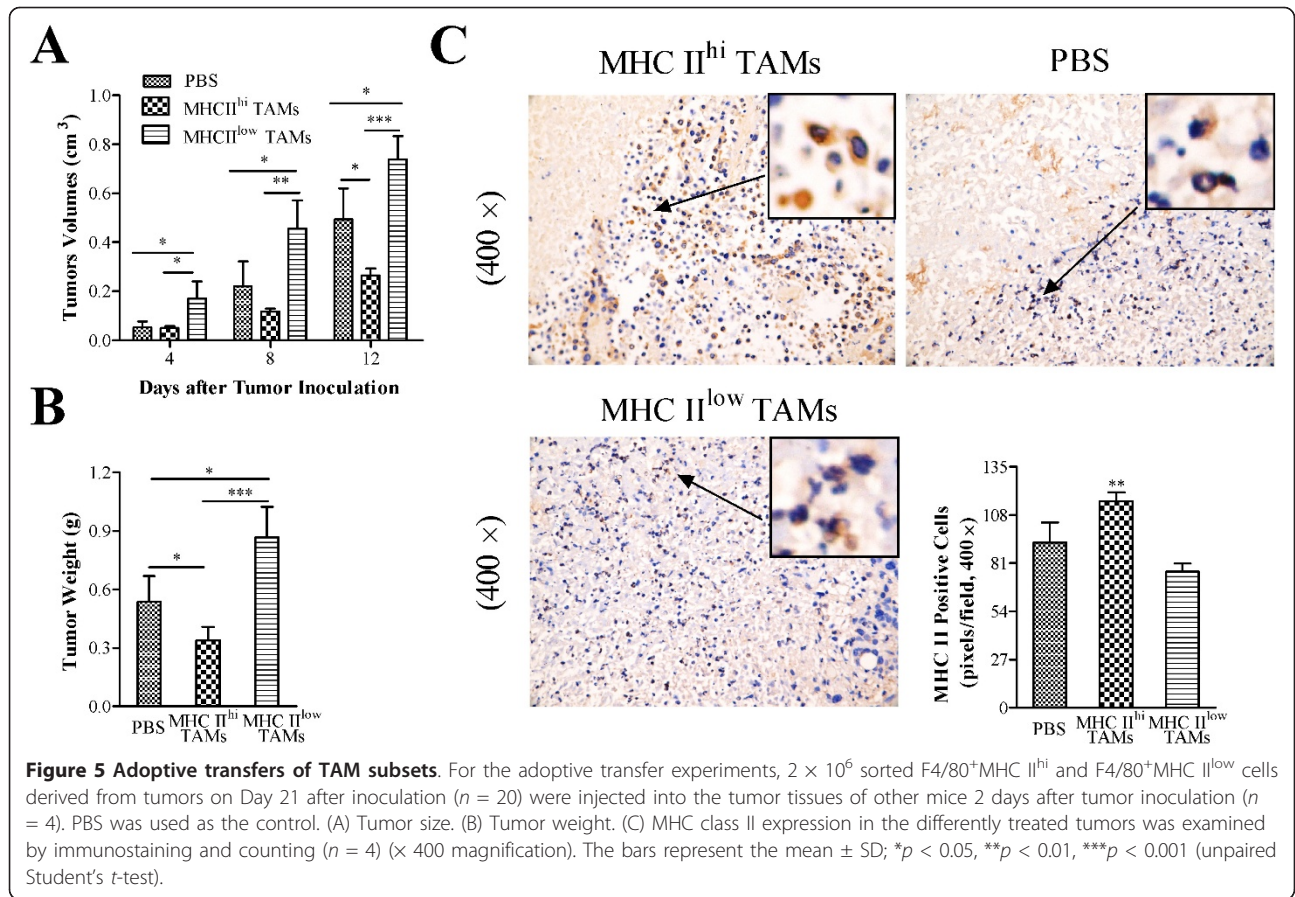 A
PBS
MHCII^hi TAMs
MHCII^low TAMs
Tumors Volumes (cm³)
1.0
0.8
0.6
0.4
0.2
0.0
*
*
*
**
*
*
***
4
8
12
Days after Tumor Inoculation
B
Tumor Weight (g)
1.2
0.9
0.6
0.3
0.0
*
***
*
PBS
MHC II^hi TAMs
MHC II^low TAMs
C
MHC II^hi TAMs
PBS
(400 ×)
MHC II^low TAMs
(400 ×)
MHC II Positive Cells
(pixels/field, 400 ×)
135
108
81
54
27
0
**
PBS
MHC II^hi TAMs
MHC II^low TAMs
Figure 5 Adoptive transfers of TAM subsets. For the adoptive transfer experiments, 2 × 10⁶ sorted F4/80⁺MHC II^hi and F4/80⁺MHC II^low cells
derived from tumors on Day 21 after inoculation (n = 20) were injected into the tumor tissues of other mice 2 days after tumor inoculation (n
= 4). PBS was used as the control. (A) Tumor size. (B) Tumor weight. (C) MHC class II expression in the differently treated tumors was examined
by immunostaining and counting (n = 4) (× 400 magnification). The bars represent the mean ± SD; *p < 0.05, **p < 0.01, ***p < 0.001 (unpaired
Student's t-test).